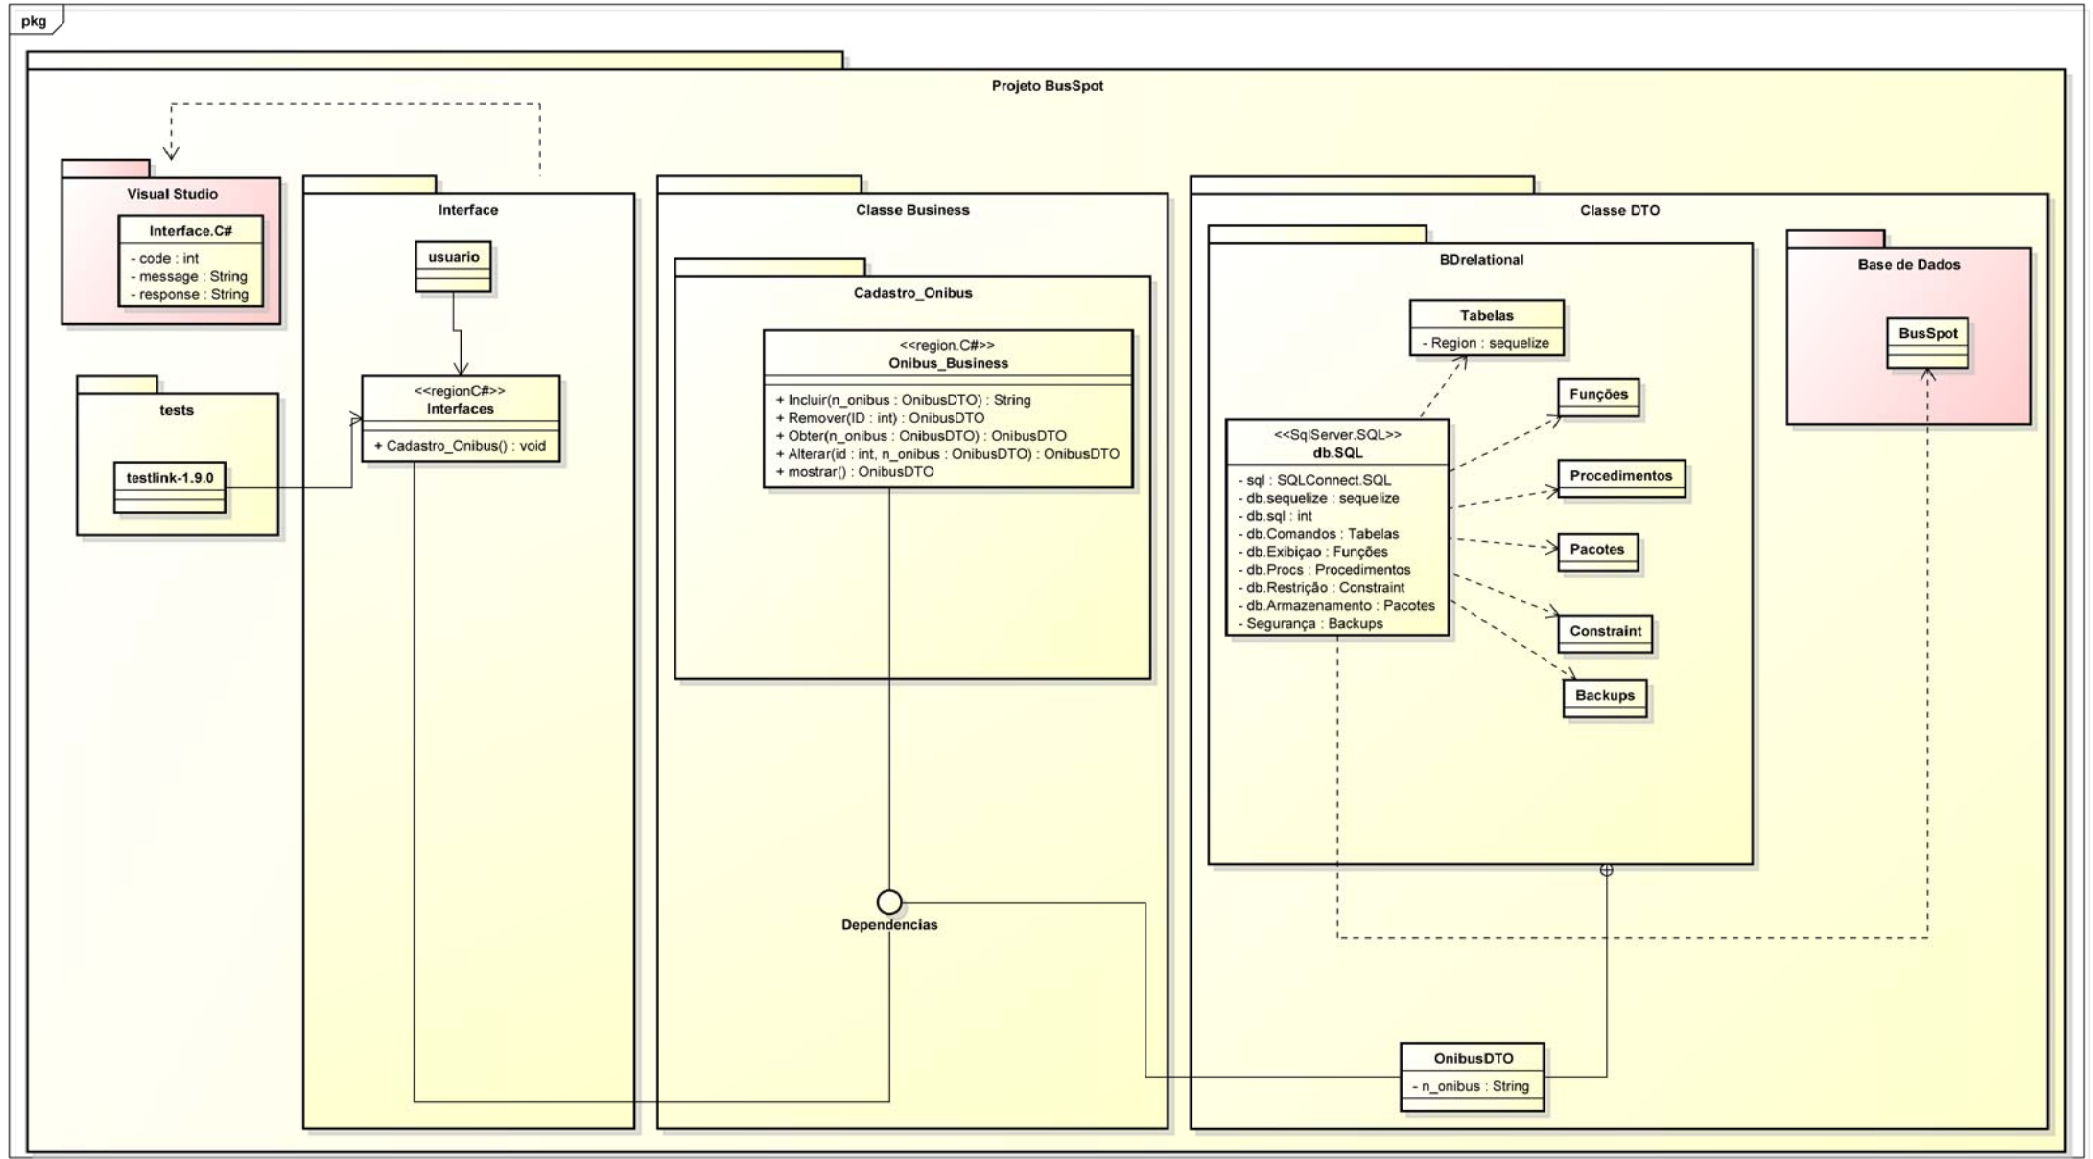 pkg
Projeto BusSpot
Visual Studio
Interface.C#
- code : int
- message : String
- response : String
tests
testlink-1.9.0
Interface
usuario
<<regionC#>>
Interfaces
+ Cadastro_Onibus() : void
Classe Business
Cadastro_Onibus
<<region.C#>>
Onibus_Business
+ Incluir(n_onibus : OnibusDTO) : String
+ Remover(ID : int) : OnibusDTO
+ Obter(n_onibus : OnibusDTO) : OnibusDTO
+ Alterar(id : int, n_onibus : OnibusDTO) : OnibusDTO
+ mostrar() : OnibusDTO
Dependencias
Classe DTO
BDrelational
Tabelas
- Region : sequelize
<<SqlServer.SQL>>
db.SQL
- sql : SQLConnect.SQL
- db.sequelize : sequelize
- db.sql : int
- db.Comandos : Tabelas
- db.Exibiçao : Funções
- db.Procs : Procedimentos
- db.Restrição : Constraint
- db.Armazenamento : Pacotes
- Segurança : Backups
Funções
Procedimentos
Pacotes
Constraint
Backups
Base de Dados
BusSpot
OnibusDTO
- n_onibus : String